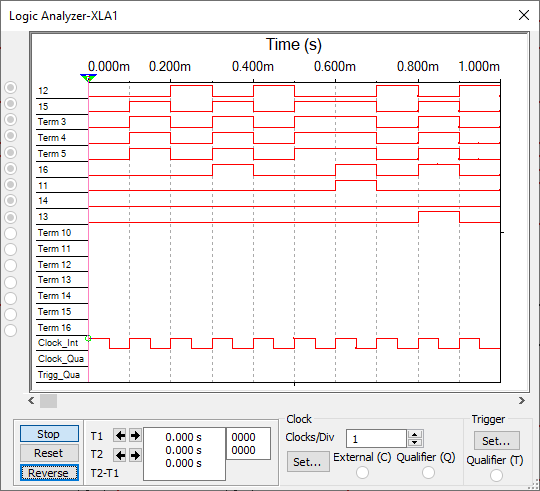 Logic Analyzer-XLA1
Time (s)
0.000m 0.200m 0.400m 0.600m 0.800m 1.000m
12
15
Term 3
Term 4
Term 5
16
11
14
13
Term 10
Term 11
Term 12
Term 13
Term 14
Term 15
Term 16
Clock_Int
Clock_Qua
Trigg_Qua
Stop
Reset
Reverse
T1
T2
T2-T1
0.000 s 0000
0.000 s 0000
0.000 s
Clock
Clocks/Div 1
Set... External (C) Qualifier (Q)
Trigger
Set...
Qualifier (T)